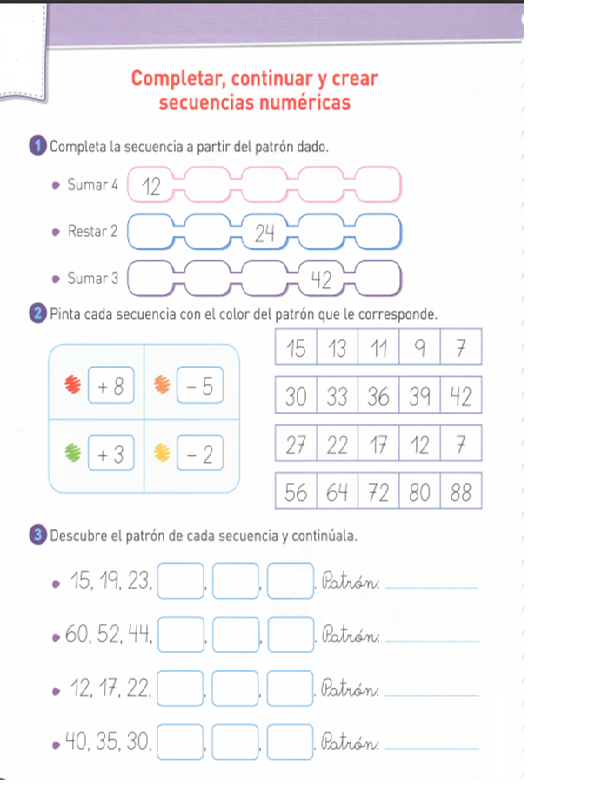 Completar, continuar y crear
secuencias numéricas
1 Completa la secuencia a partir del patrón dado.
• Sumar 4 12
• Restar 2 24
• Sumar 3 42
2 Pinta cada secuencia con el color del patrón que le corresponde.
+ 8 - 5
+ 3 - 2
15 13 11 9 7
30 33 36 39 42
27 22 17 12 7
56 64 72 80 88
3 Descubre el patrón de cada secuencia y continúala.
• 15, 19, 23, , , . Patrón:
• 60, 52, 44, , , . Patrón:
• 12, 17, 22, , , . Patrón:
• 40, 35, 30, , , . Patrón: